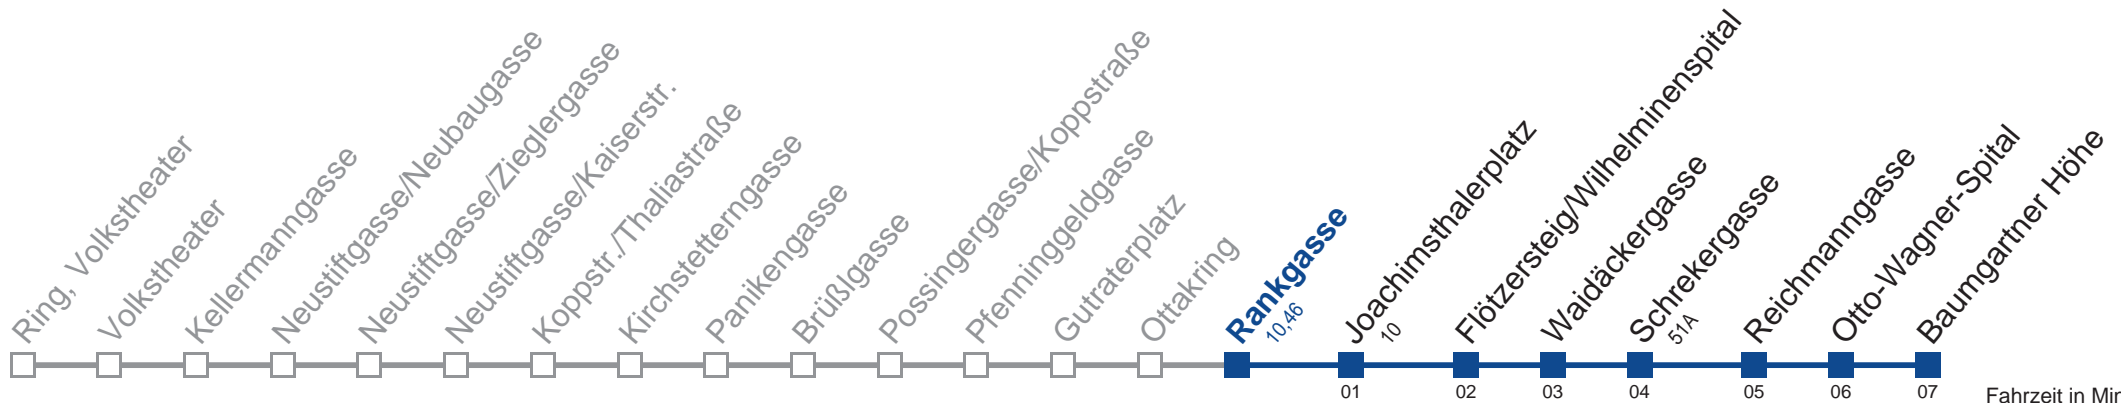 Ring, Volkstheater
Volkstheater
Kellermanngasse
Neustiftgasse/Neubaugasse
Neustiftgasse/Zieglergasse
Neustiftgasse/Kaiserstr.
Koppstr./Thaliastraße
Kirchstetterngasse
Panikengasse
Brüßlgasse
Possingergasse/Koppstraße
Pfenninggeldgasse
Gutraterplatz
Ottakring
Rankgasse
10,46
Joachimsthalerplatz
10
Flötzersteig/Wilhelminenspital
Waidäckergasse
Schrekergasse
51A
Reichmanngasse
Otto-Wagner-Spital
Baumgartner Höhe
01 02 03 04 05 06 07
Fahrzeit in Min